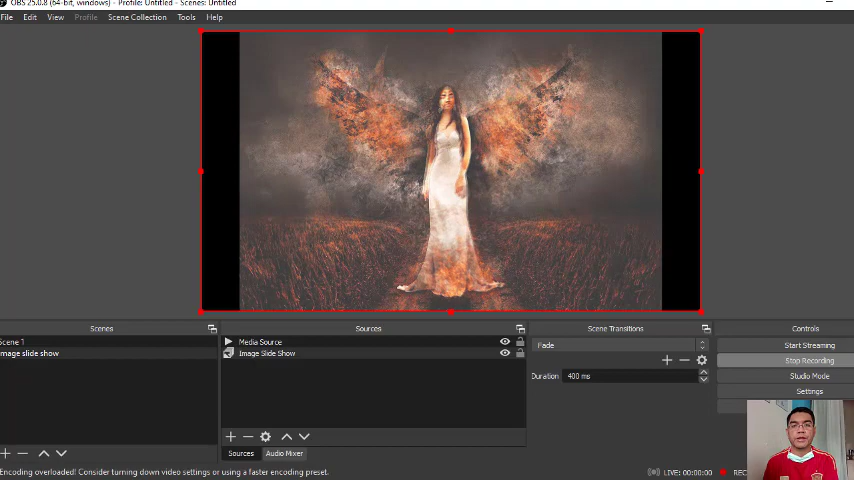 OBS 25.0.8 (64-bit, windows) - Profile: Untitled - Scenes: Untitled
File Edit View Profile Scene Collection Tools Help
Scenes Sources Scene Transitions Controls
Scene 1 Media Source Fade Start Streaming
image slide show Image Slide Show Stop Recording
Duration 400 ms Studio Mode
Settings
Sources Audio Mixer
Encoding overloaded! Consider turning down video settings or using a faster encoding preset. LIVE: 00:00:00 REC